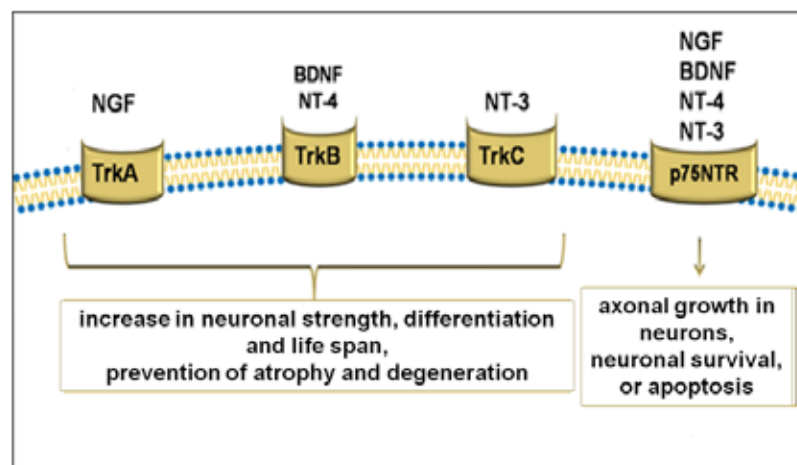 NGF
TrkA
BDNF
NT-4
TrkB
NT-3
TrkC
NGF
BDNF
NT-4
NT-3
p75NTR
increase in neuronal strength, differentiation
and life span,
prevention of atrophy and degeneration
axonal growth in
neurons,
neuronal survival,
or apoptosis